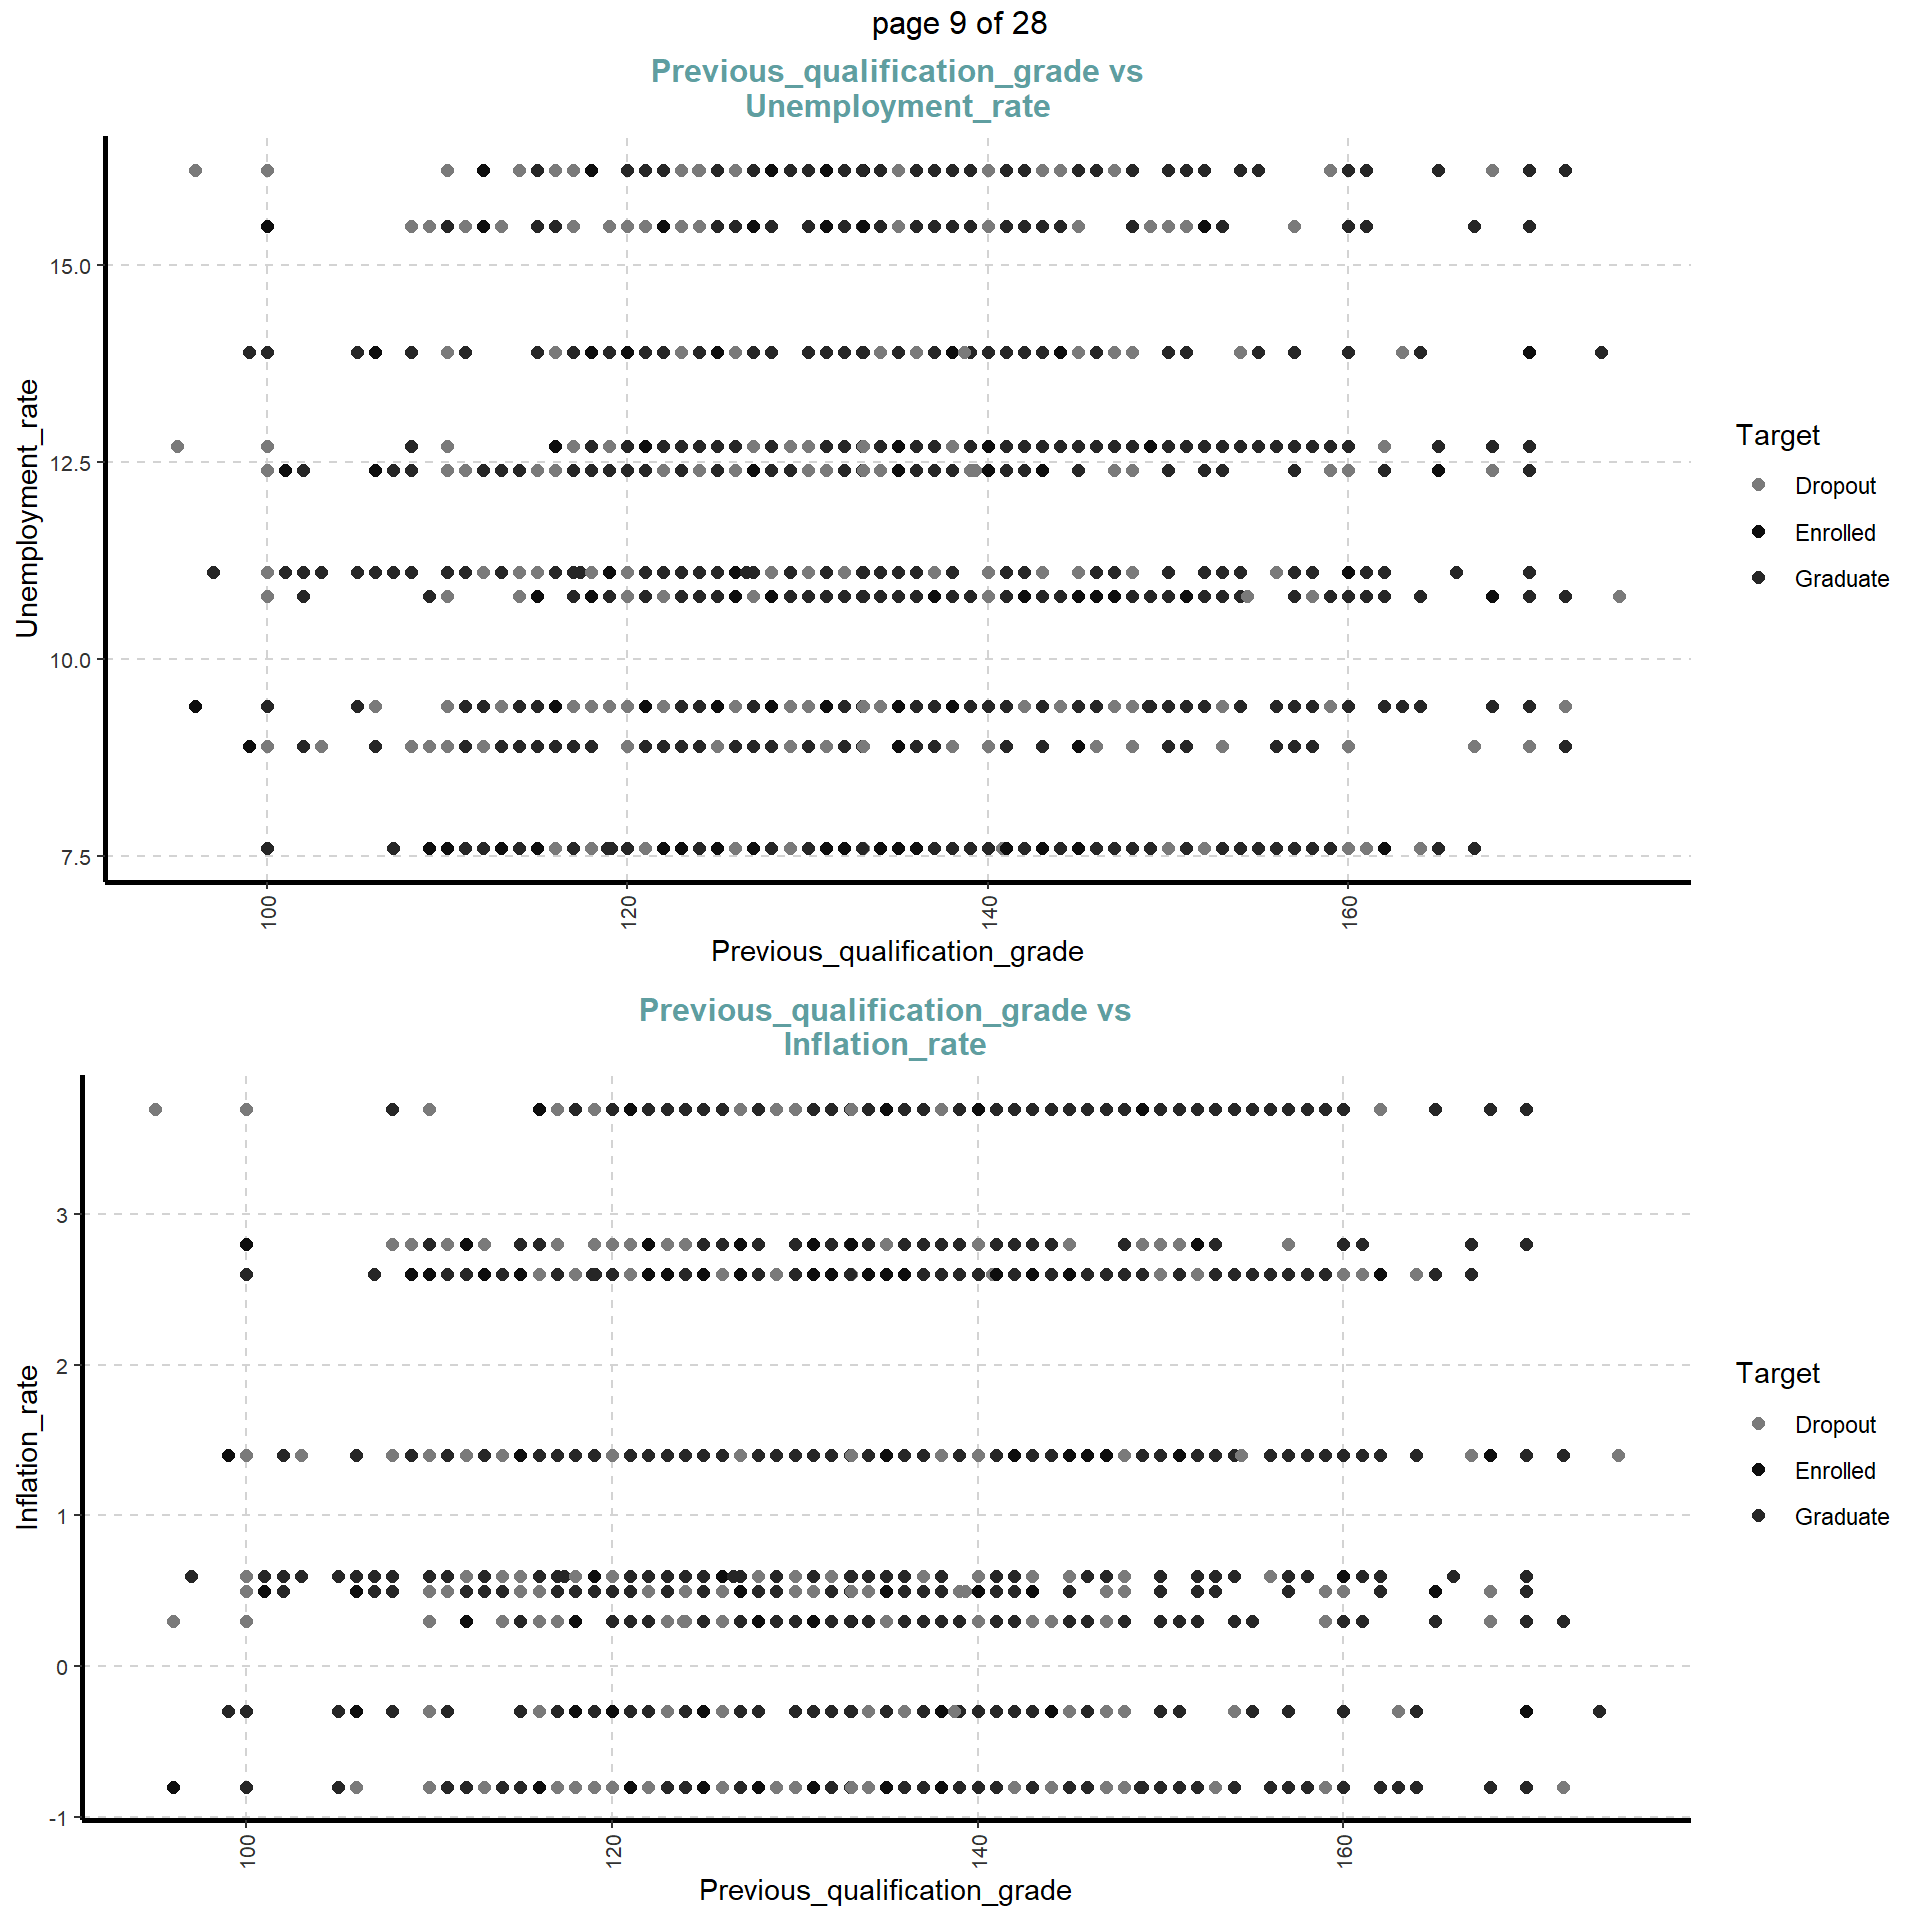 page 9 of 28
Previous_qualification_grade vs
Unemployment_rate
Unemployment_rate
15.0
12.5
10.0
7.5
100
120
140
160
Previous_qualification_grade
Target
Dropout
Enrolled
Graduate
Previous_qualification_grade vs
Inflation_rate
Inflation_rate
3
2
1
0
-1
100
120
140
160
Previous_qualification_grade
Target
Dropout
Enrolled
Graduate